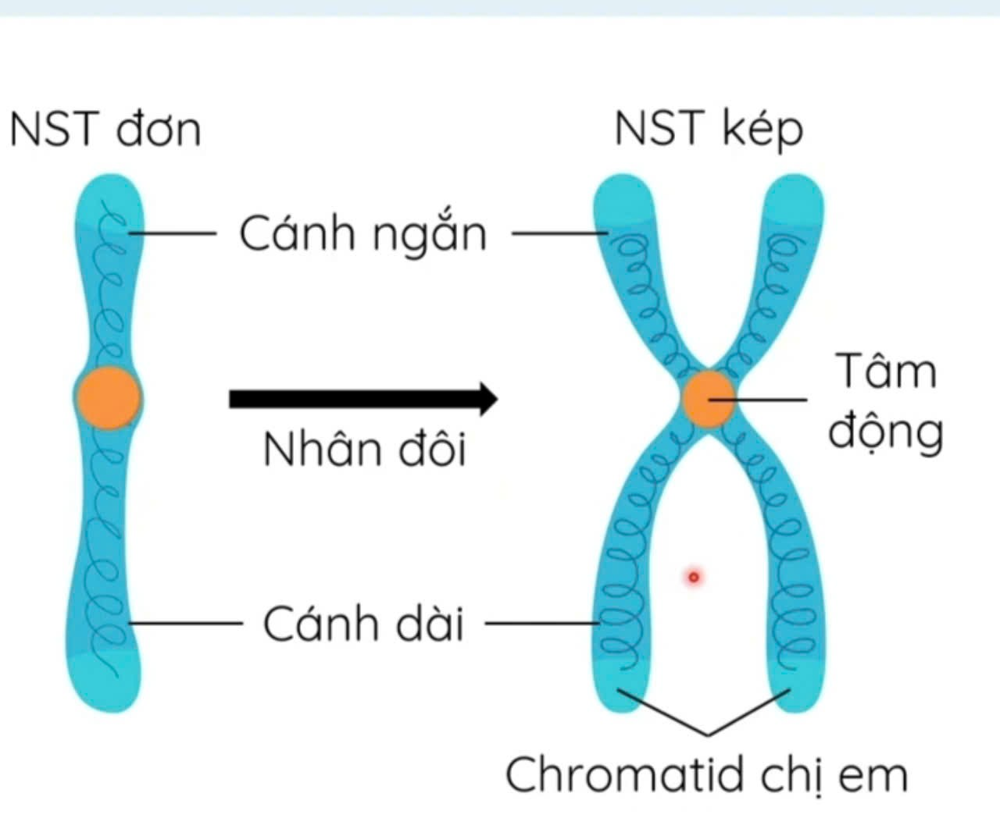 NST đơn
NST kép
Cánh ngắn
Tâm
động
Nhân đôi
Cánh dài
Chromatid chị em